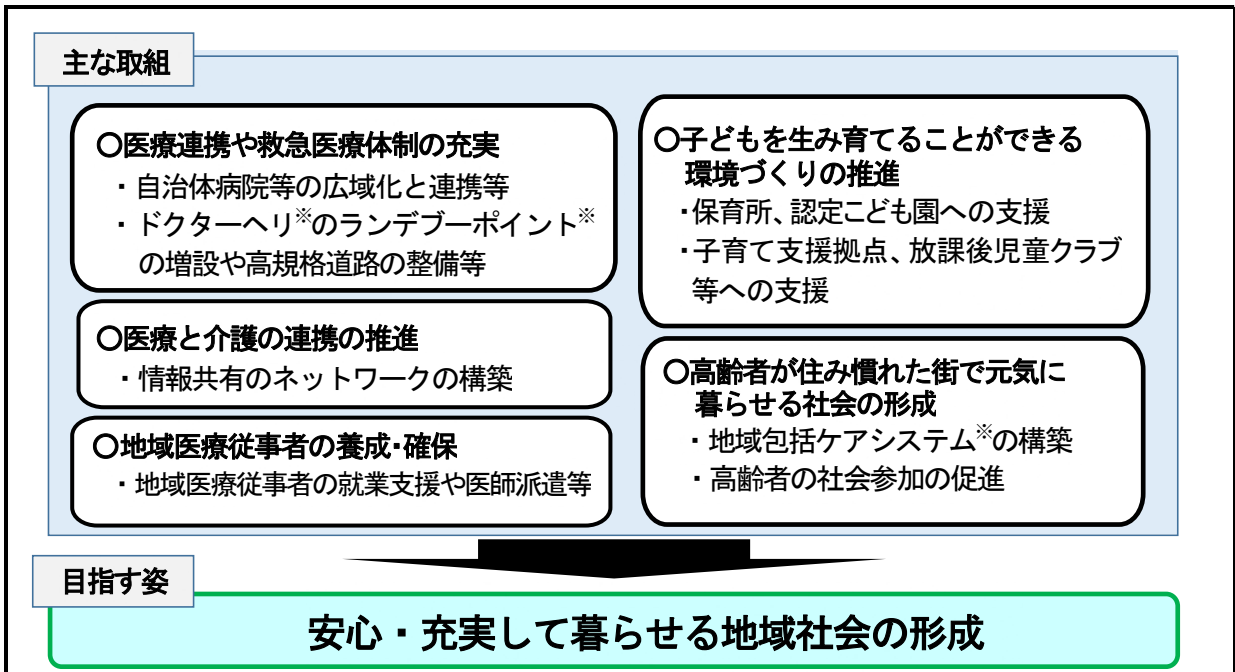 主な取組
〇医療連携や救急医療体制の充実
・自治体病院等の広域化と連携等
・ドクターヘリ※のランデブーポイント※
の増設や高規格道路の整備等
〇医療と介護の連携の推進
・情報共有のネットワークの構築
〇地域医療従事者の養成・確保
・地域医療従事者の就業支援や医師派遣等
〇子どもを生み育てることができる
環境づくりの推進
・保育所、認定こども園への支援
・子育て支援拠点、放課後児童クラブ
等への支援
〇高齢者が住み慣れた街で元気に
暮らせる社会の形成
・地域包括ケアシステム※の構築
・高齢者の社会参加の促進
目指す姿
安心・充実して暮らせる地域社会の形成